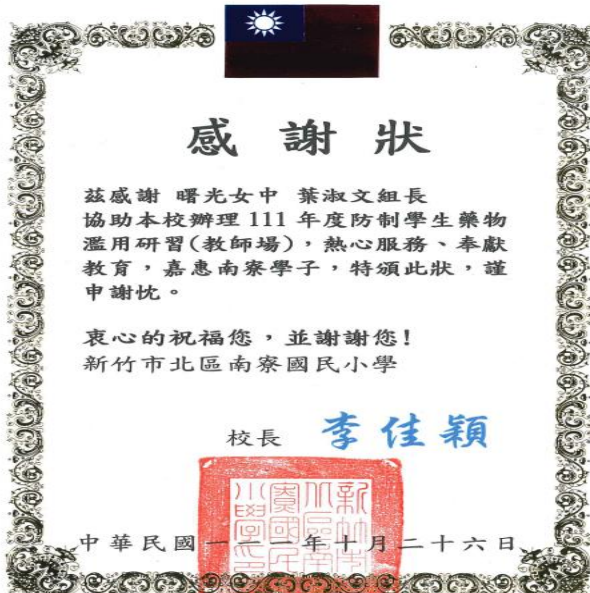 感謝狀
茲感謝 曙光女中 葉淑文組長
協助本校辦理 111 年度防制學生藥物
濫用研習(教師場)，熱心服務、奉獻
教育，嘉惠南寮學子，特頒此狀，謹
申謝忱。
衷心的祝福您，並謝謝您!
新竹市北區南寮國民小學
校長 李佳穎
中華民國一一一年十月二十六日